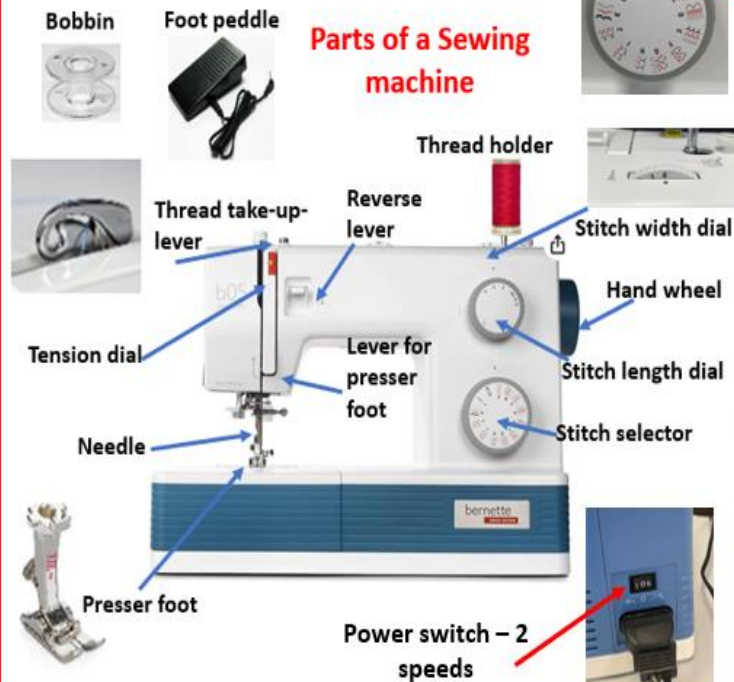 Bobbin
Foot peddle
Parts of a Sewing
machine
Thread holder
Thread take-up-
lever
Reverse
lever
Stitch width dial
b05
Hand wheel
Tension dial
Lever for
presser
foot
Stitch length dial
Needle
Stitch selector
bernette
Presser foot
Power switch – 2
speeds